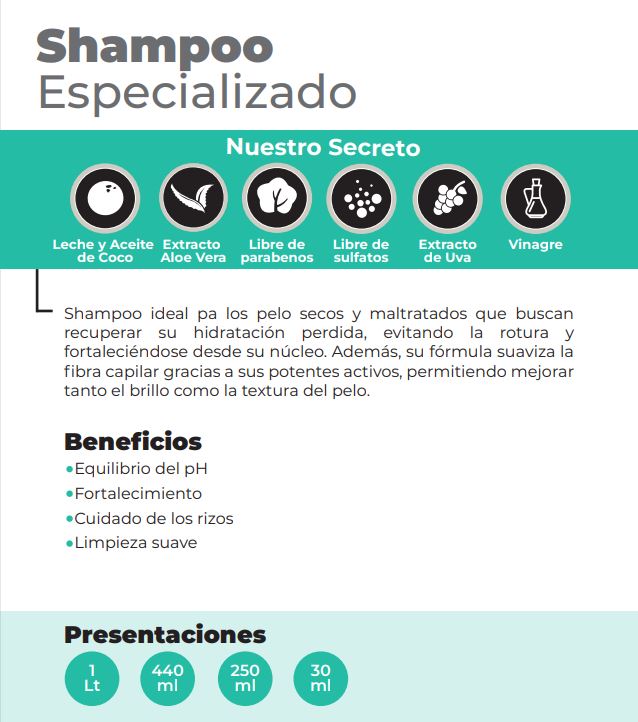 Shampoo
Especializado
Nuestro Secreto
Leche y Aceite
de Coco
Extracto
Aloe Vera
Libre de
parabenos
Libre de
sulfatos
Extracto
de Uva
Vinagre
Shampoo ideal pa los pelo secos y maltratados que buscan
recuperar su hidratación perdida, evitando la rotura y
fortaleciéndose desde su núcleo. Además, su fórmula suaviza la
fibra capilar gracias a sus potentes activos, permitiendo mejorar
tanto el brillo como la textura del pelo.
Beneficios
•Equilibrio del pH
•Fortalecimiento
•Cuidado de los rizos
•Limpieza suave
Presentaciones
1
Lt
440
ml
250
ml
30
ml